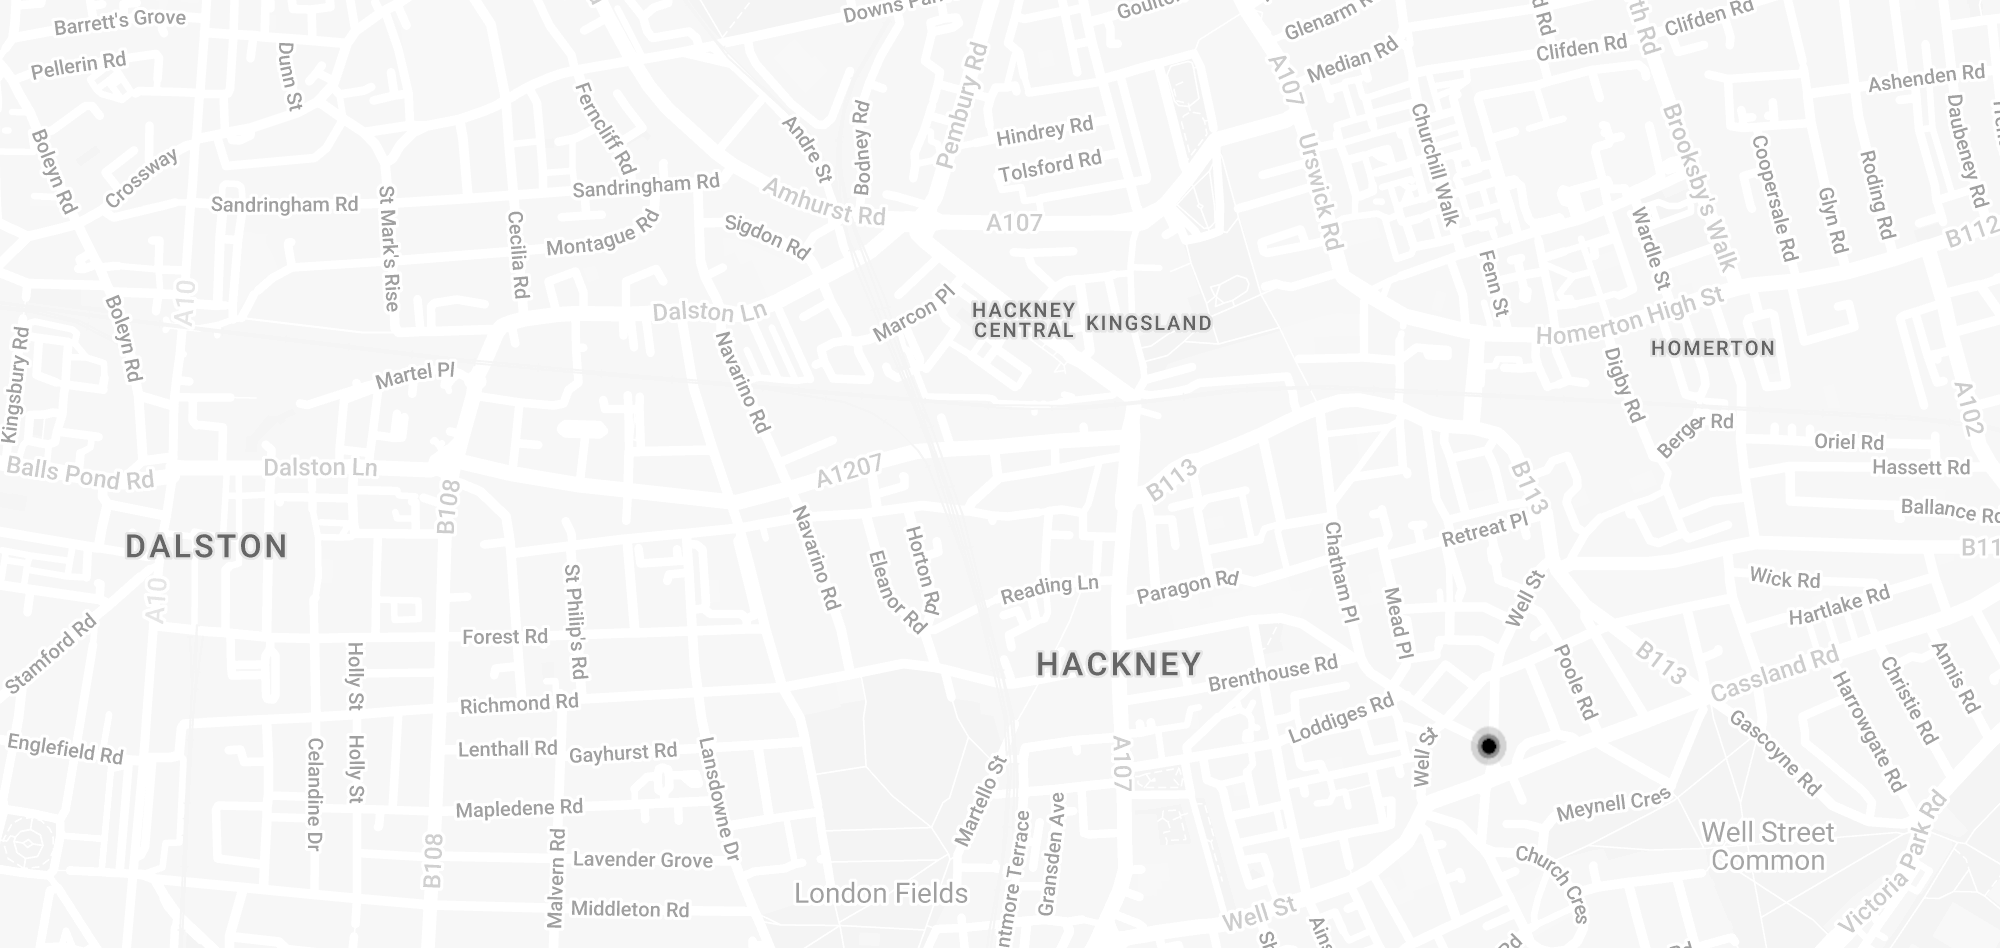 Barrett's Grove
Downs
Glenarm
Clifden Rd
Clifden Rd
Pellerin Rd
Dunn St
Median Rd
A107
Ashenden Rd
Ferncliff Rd
Pembury Rd
Andre St
Bodney Rd
Hindrey Rd
Tolsford Rd
Churchill Walk
Brooksby's Walk
Daubeney Rd
Boleyn Rd
Crossway
Urswick Rd
Coopersale Rd
Roding Rd
Glyn Rd
Sandringham Rd
Sandringham Rd
Amhurst Rd
St Mark's Rise
Cecilia Rd
Montague Rd
Sigdon Rd
A107
Wardle St
B112
Fenn St
A10
Boleyn Rd
Dalston Ln
Marcon Pl
HACKNEY
CENTRAL
KINGSLAND
Homerton High St
HOMERTON
Kingsbury Rd
Martel Pl
Navarino Rd
Digby Rd
A102
Berger Rd
Oriel Rd
Balls Pond Rd
Dalston Ln
A1207
B113
B113
Hassett Rd
B108
Ballance Rd
DALSTON
Navarino Rd
Horton Rd
Eleanor Rd
Chatham Pl
Retreat Pl
A10
St Philip's Rd
Reading Ln
Paragon Rd
Mead Pl
Well St
Wick Rd
Hartlake Rd
Stamford Rd
Forest Rd
Holly St
HACKNEY
Brenthouse Rd
Poole Rd
B113
Cassland Rd
Annis Rd
Christie Rd
Harrowgate Rd
Richmond Rd
Loddiges Rd
Gascoyne Rd
Englefield Rd
Celandine Dr
Holly St
Lenthall Rd
Gayhurst Rd
Lansdowne Dr
Martello St
A107
Well St
Mapledene Rd
Meynell Cres
Well Street
Common
Victoria Park Rd
B108
Malvern Rd
Lavender Grove
London Fields
Gransden Ave
Terrace
Church Cres
Middleton Rd
Well St